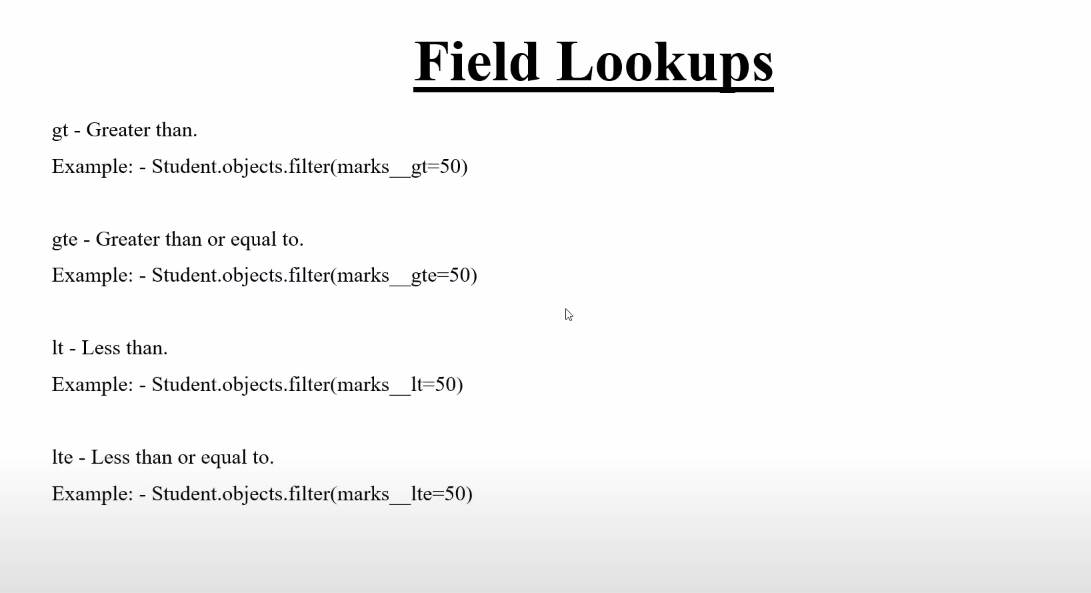 Field Lookups
gt - Greater than.
Example: - Student.objects.filter(marks__gt=50)
gte - Greater than or equal to.
Example: - Student.objects.filter(marks__gte=50)
lt - Less than.
Example: - Student.objects.filter(marks__lt=50)
lte - Less than or equal to.
Example: - Student.objects.filter(marks__lte=50)